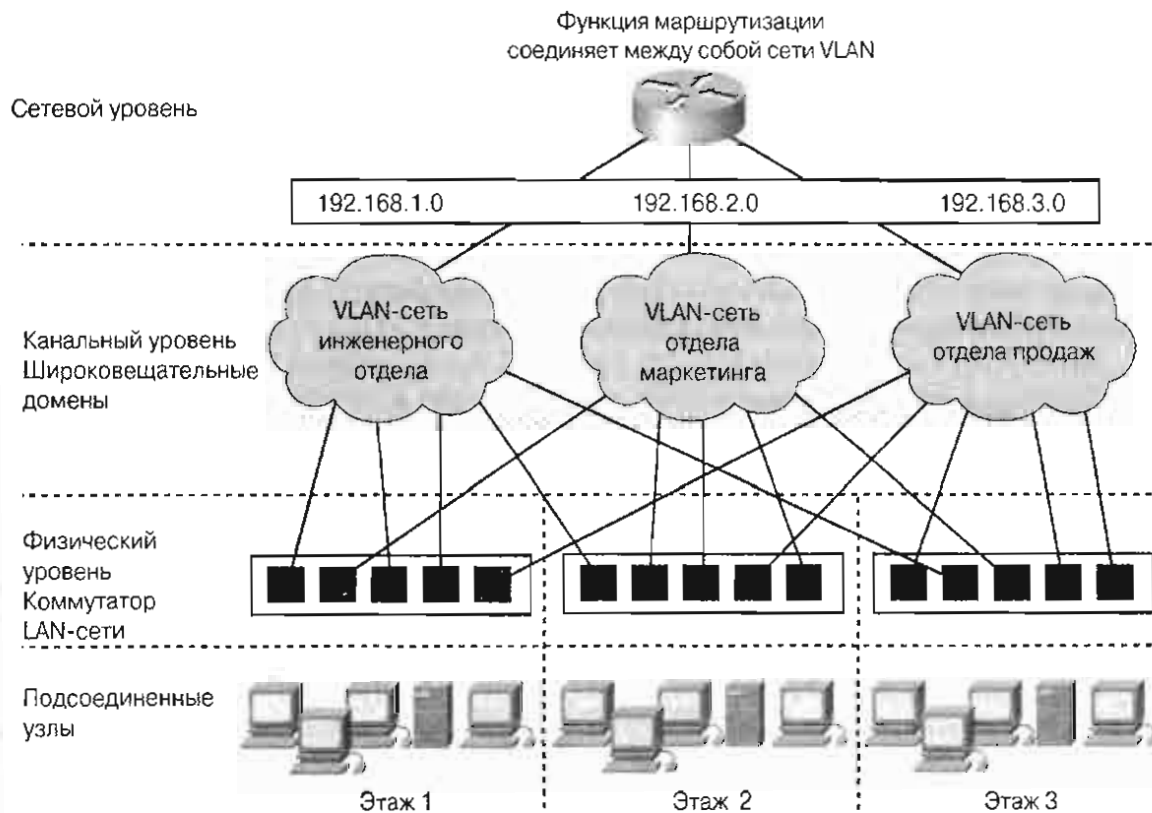 Функция маршрутизации
соединяет между собой сети VLAN
Сетевой уровень
192.168.1.0
192.168.2.0
192.168.3.0
VLAN-сеть
инженерного
отдела
VLAN-сеть
отдела
маркетинга
VLAN-сеть
отдела продаж
Канальный уровень
Широковещательные
домены
Физический
уровень
Коммутатор
LAN-сети
Подсоединенные
узлы
Этаж 1
Этаж 2
Этаж 3